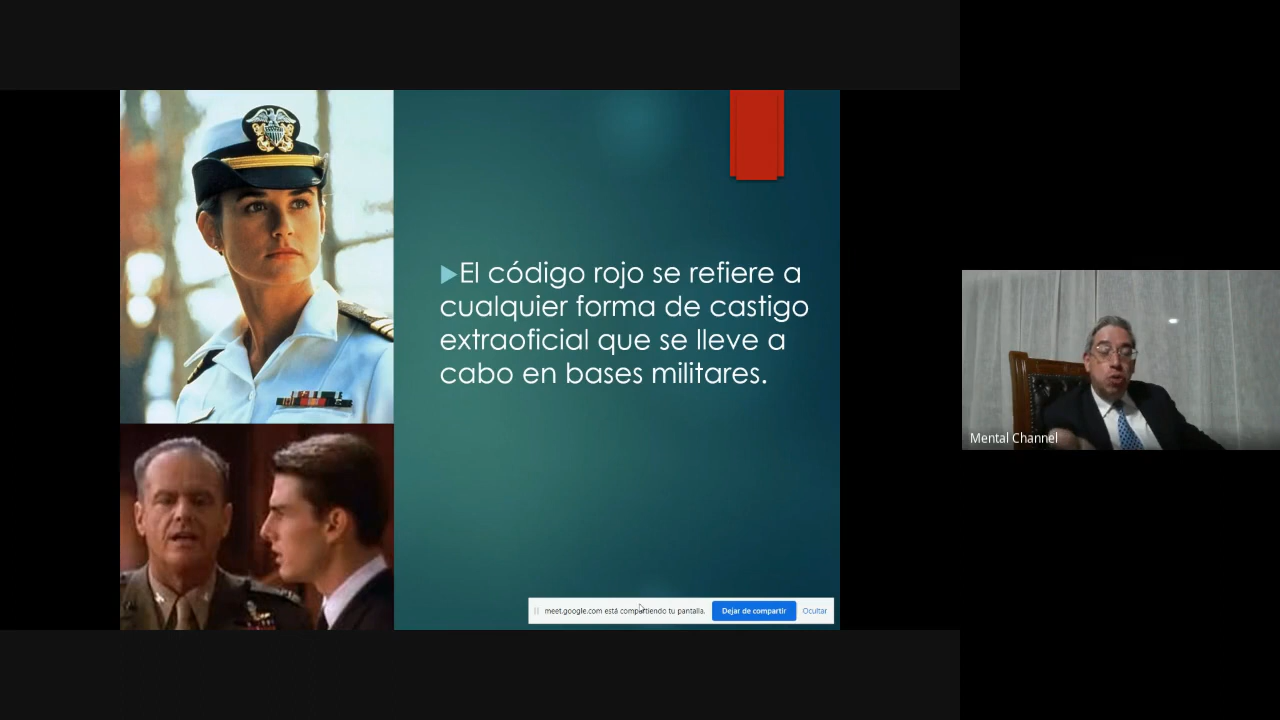 El código rojo se refiere a
cualquier forma de castigo
extraoficial que se lleve a
cabo en bases militares.
Mental Channel
meet.google.com está compartiendo tu pantalla.
Dejar de compartir
Ocultar